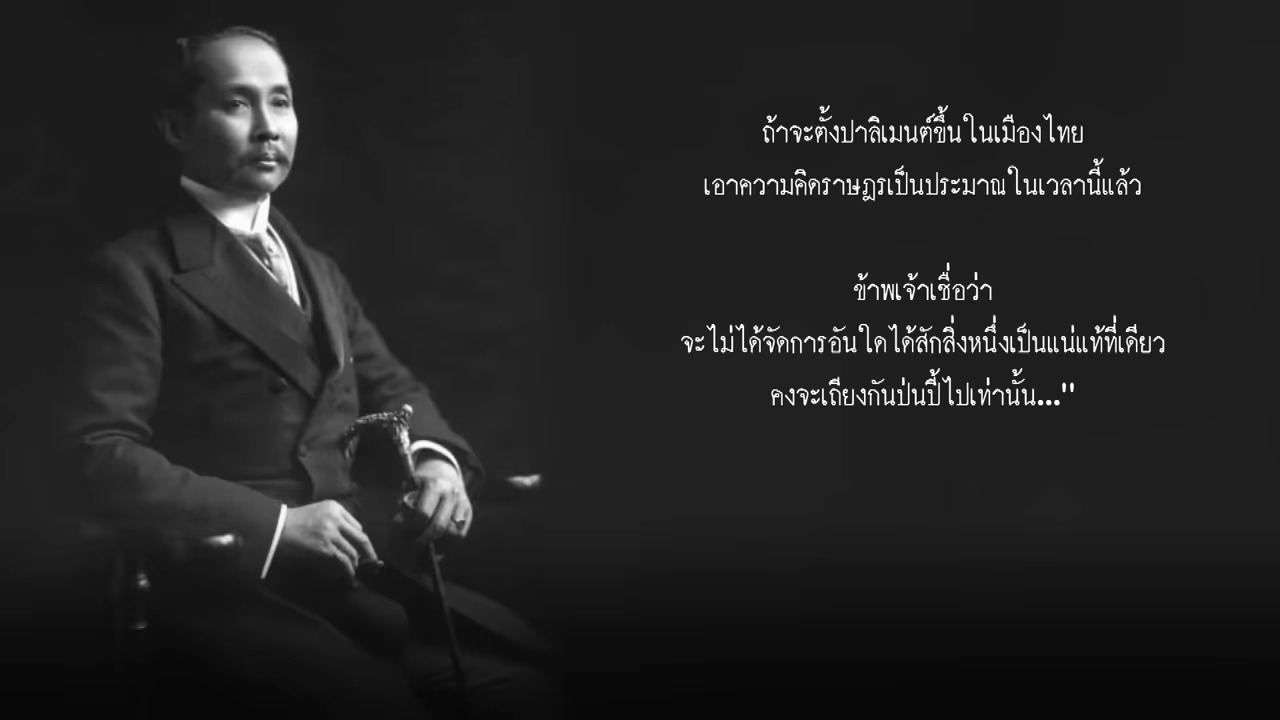 ถ้าจะตั้งปาลิเมนต์ขึ้นในเมืองไทย
เอาความคิดราษฎรเป็นประมาณในเวลานี้แล้ว
ข้าพเจ้าเชื่อว่า
จะไม่ได้จัดการอันใดได้สักสิ่งหนึ่งเป็นแน่แท้ทีเดียว
คงจะเถียงกันป่นปี้ไปเท่านั้น..."